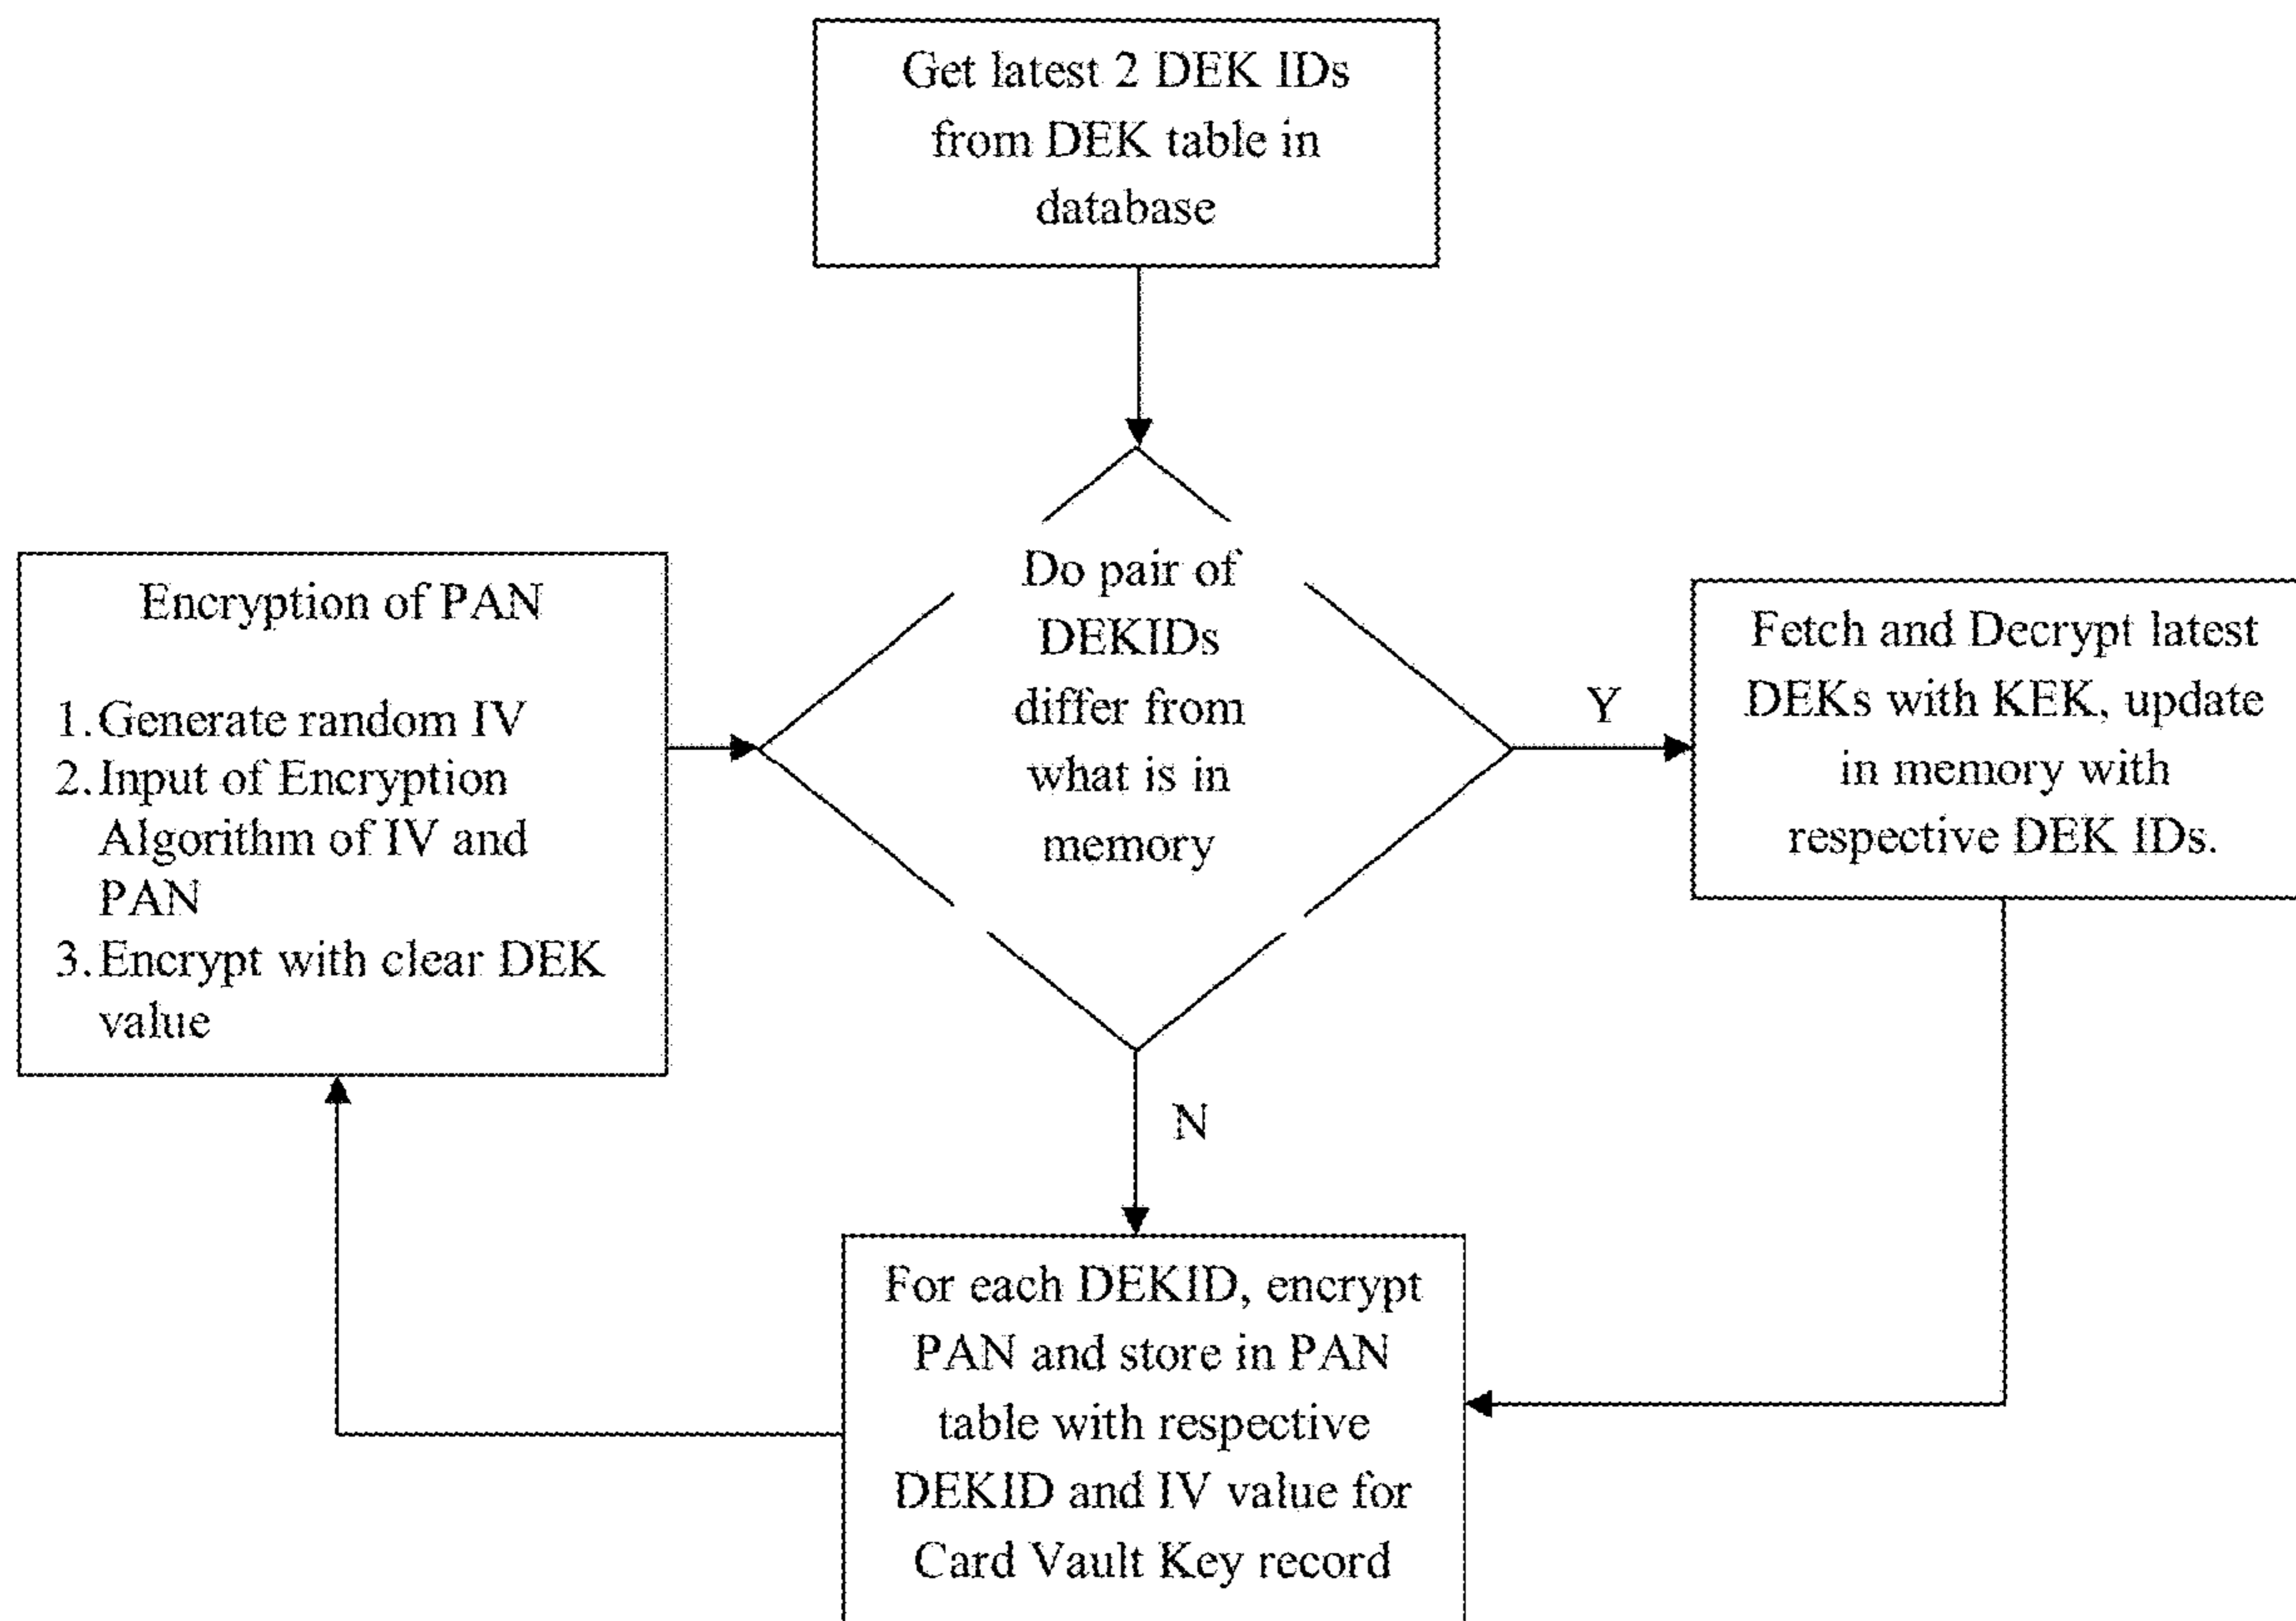 Get latest 2 DEK IDs
from DEK table in
database
Do pair of
DEKIDs
differ from
what is in
memory
Encryption of PAN
1. Generate random IV
2. Input of Encryption
Algorithm of IV and
PAN
3. Encrypt with clear DEK
value
Y
Fetch and Decrypt latest
DEKs with KEK, update
in memory with
respective DEK IDs.
N
For each DEKID, encrypt
PAN and store in PAN
table with respective
DEKID and IV value for
Card Vault Key record